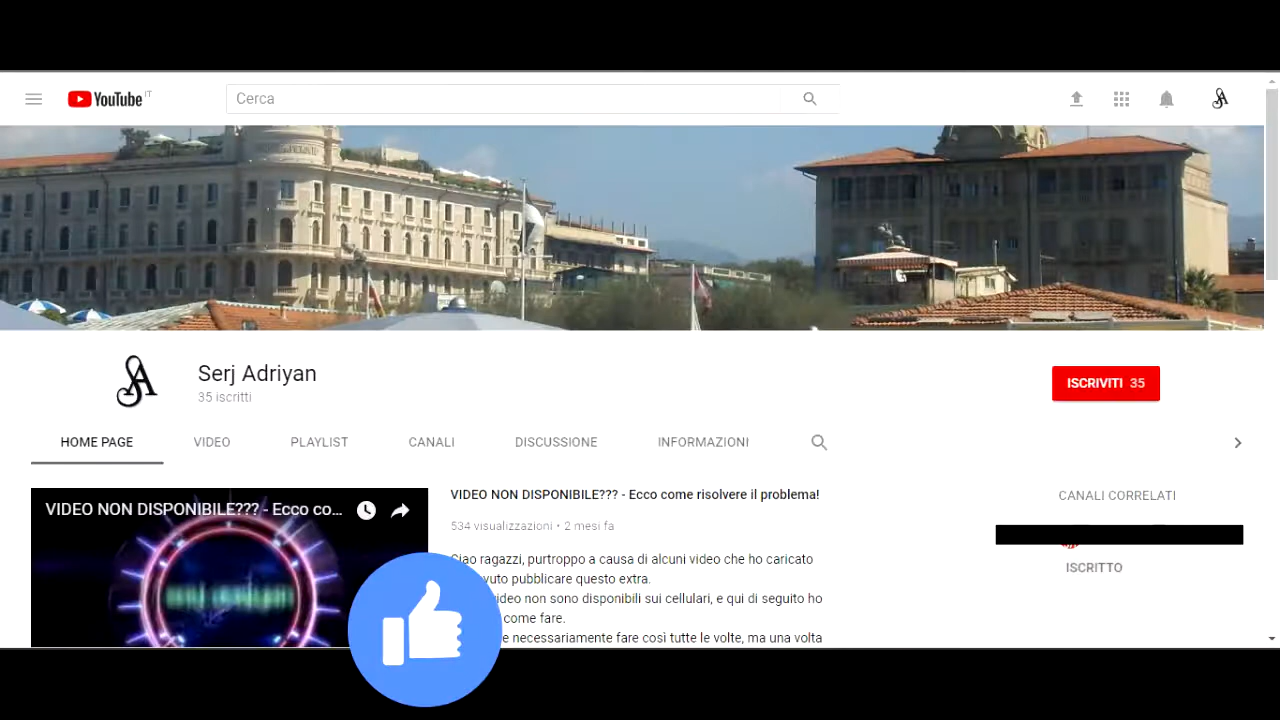 YouTube IT
Cerca
Serj Adriyan
35 iscritti
ISCRIVITI 35
HOME PAGE VIDEO PLAYLIST CANALI DISCUSSIONE INFORMAZIONI
VIDEO NON DISPONIBILE??? - Ecco co...
VIDEO NON DISPONIBILE??? - Ecco come risolvere il problema!
534 visualizzazioni • 2 mesi fa
Ciao ragazzi, purtroppo a causa di alcuni video che ho caricato
pubblicare questo extra.
non sono disponibili sui cellulari, e qui di seguito ho
come fare.
necessariamente fare così tutte le volte, ma una volta
CANALI CORRELATI
ISCRITTO